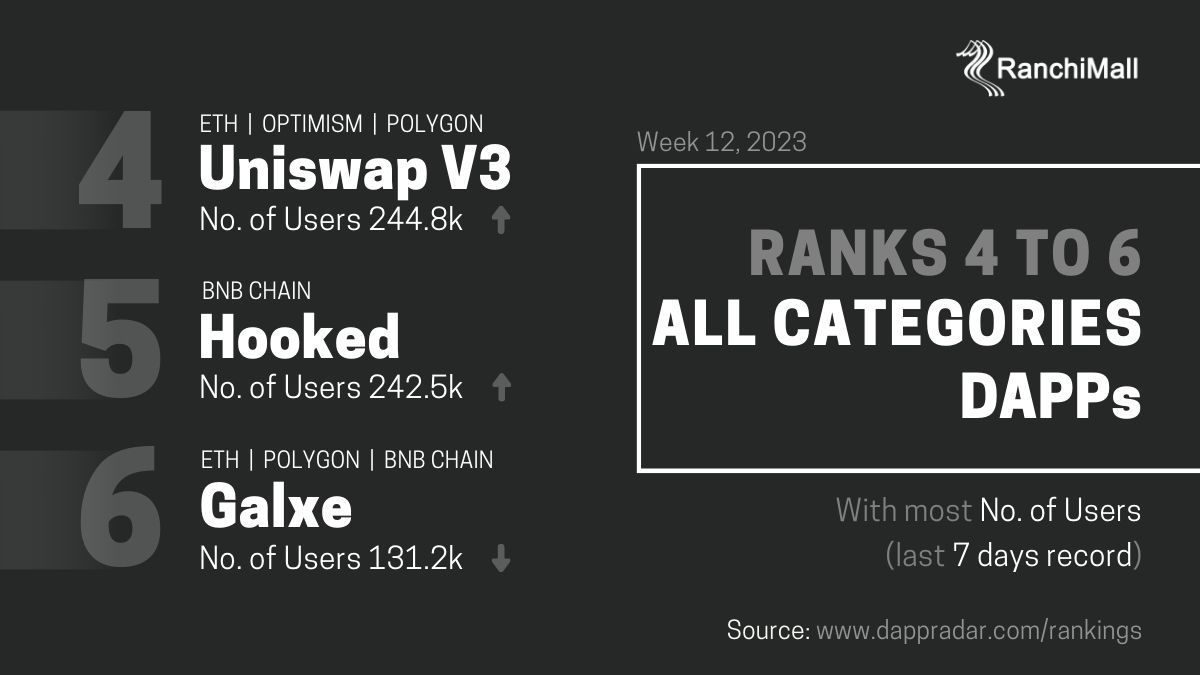 RanchiMall
4
ETH | OPTIMISM | POLYGON
Uniswap V3
No. of Users 244.8k
5
BNB CHAIN
Hooked
No. of Users 242.5k
6
ETH | POLYGON | BNB CHAIN
Galxe
No. of Users 131.2k
Week 12, 2023
RANKS 4 TO 6
ALL CATEGORIES
DAPPs
With most No. of Users
(last 7 days record)
Source: www.dappradar.com/rankings